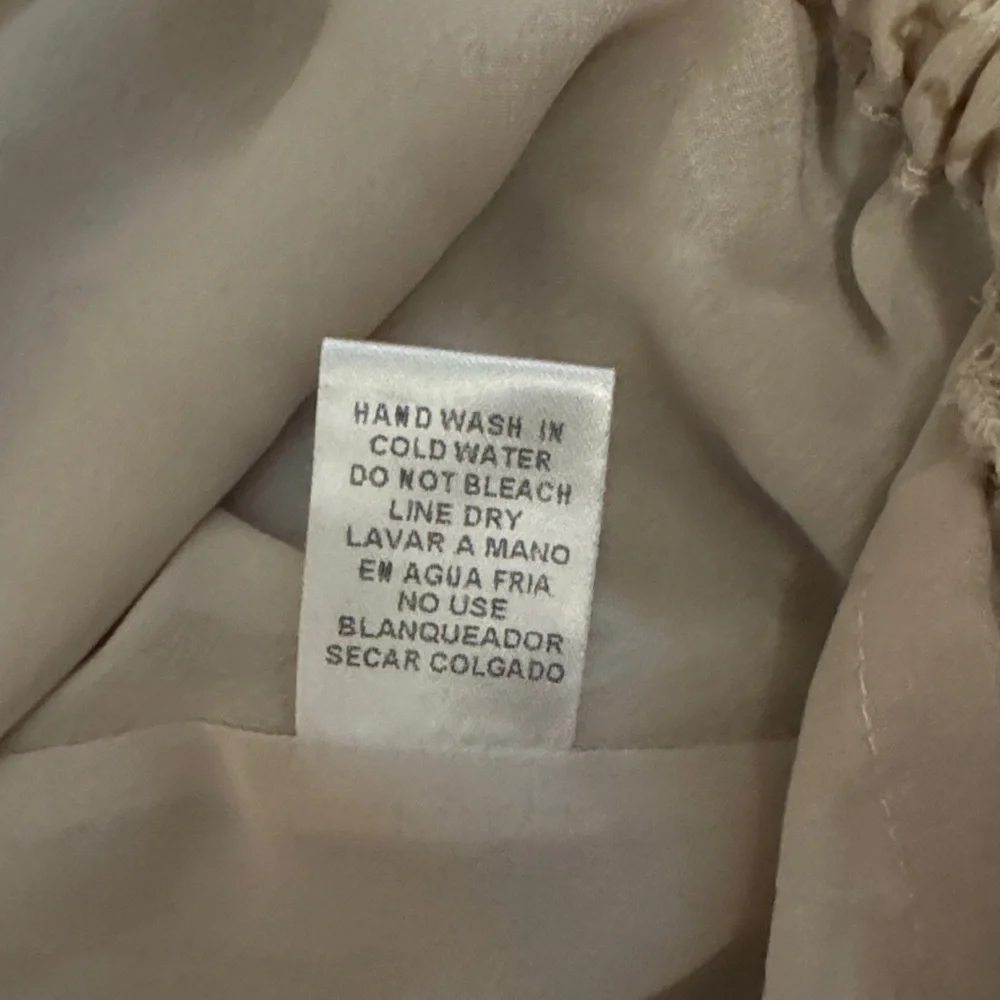 HAND WASH IN
COLD WATER
DO NOT BLEACH
LINE DRY
LAVAR A MANO
EN AGUA FRIA
NO USE
BLANQUEADOR
SECAR COLGADO